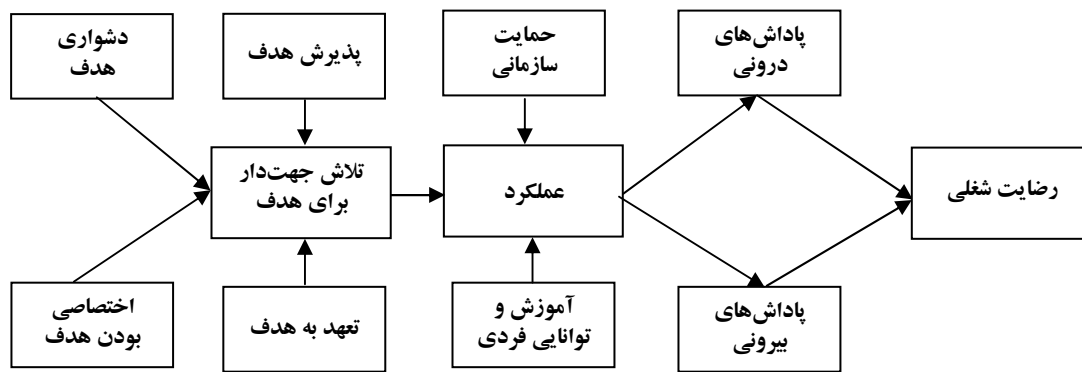 دشواری
هدف
پذیرش هدف
حمایت
سازمانی
پاداش‌های
درونی
تلاش جهت‌دار
برای هدف
عملکرد
رضایت شغلی
اختصاصی
بودن هدف
تعهد به هدف
آموزش و
توانایی فردی
پاداش‌های
بیرونی